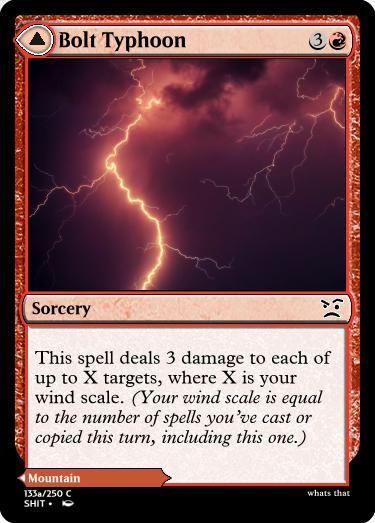 Bolt Typhoon 3
Sorcery
This spell deals 3 damage to each of
up to X targets, where X is your
wind scale. (Your wind scale is equal
to the number of spells you've cast or
copied this turn, including this one.)
Mountain
133a/250 C
SHIT •
whats that